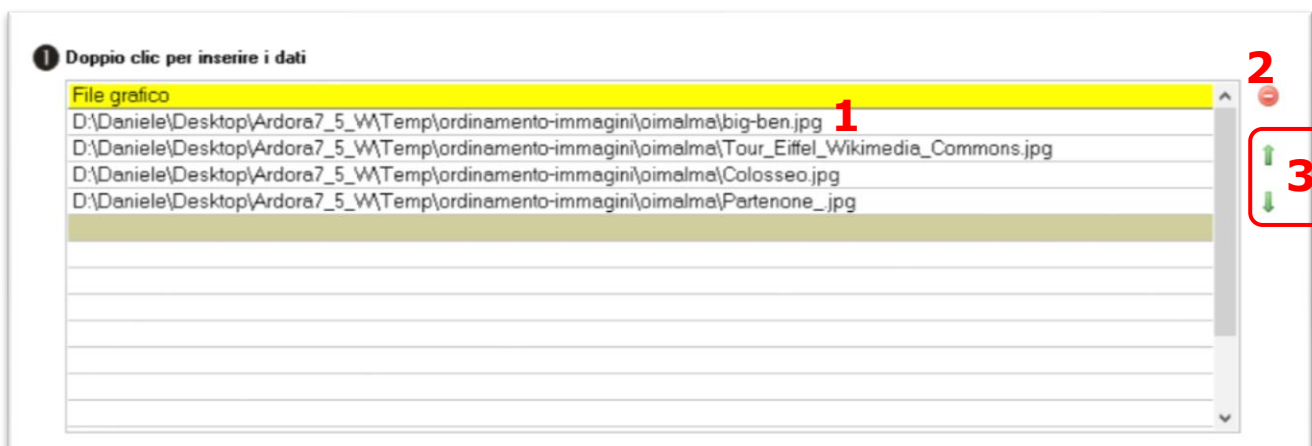 1 Doppio clic per inserire i dati
2
File grafico
D:\Daniele\Desktop\Ardora7_5_W\Temp\ordinamento-immagini\oimalma\big-ben.jpg 1
D:\Daniele\Desktop\Ardora7_5_W\Temp\ordinamento-immagini\oimalma\Tour_Eiffel_Wikimedia_Commons.jpg
D:\Daniele\Desktop\Ardora7_5_W\Temp\ordinamento-immagini\oimalma\Colosseo.jpg
3
D:\Daniele\Desktop\Ardora7_5_W\Temp\ordinamento-immagini\oimalma\Partenone_.jpg